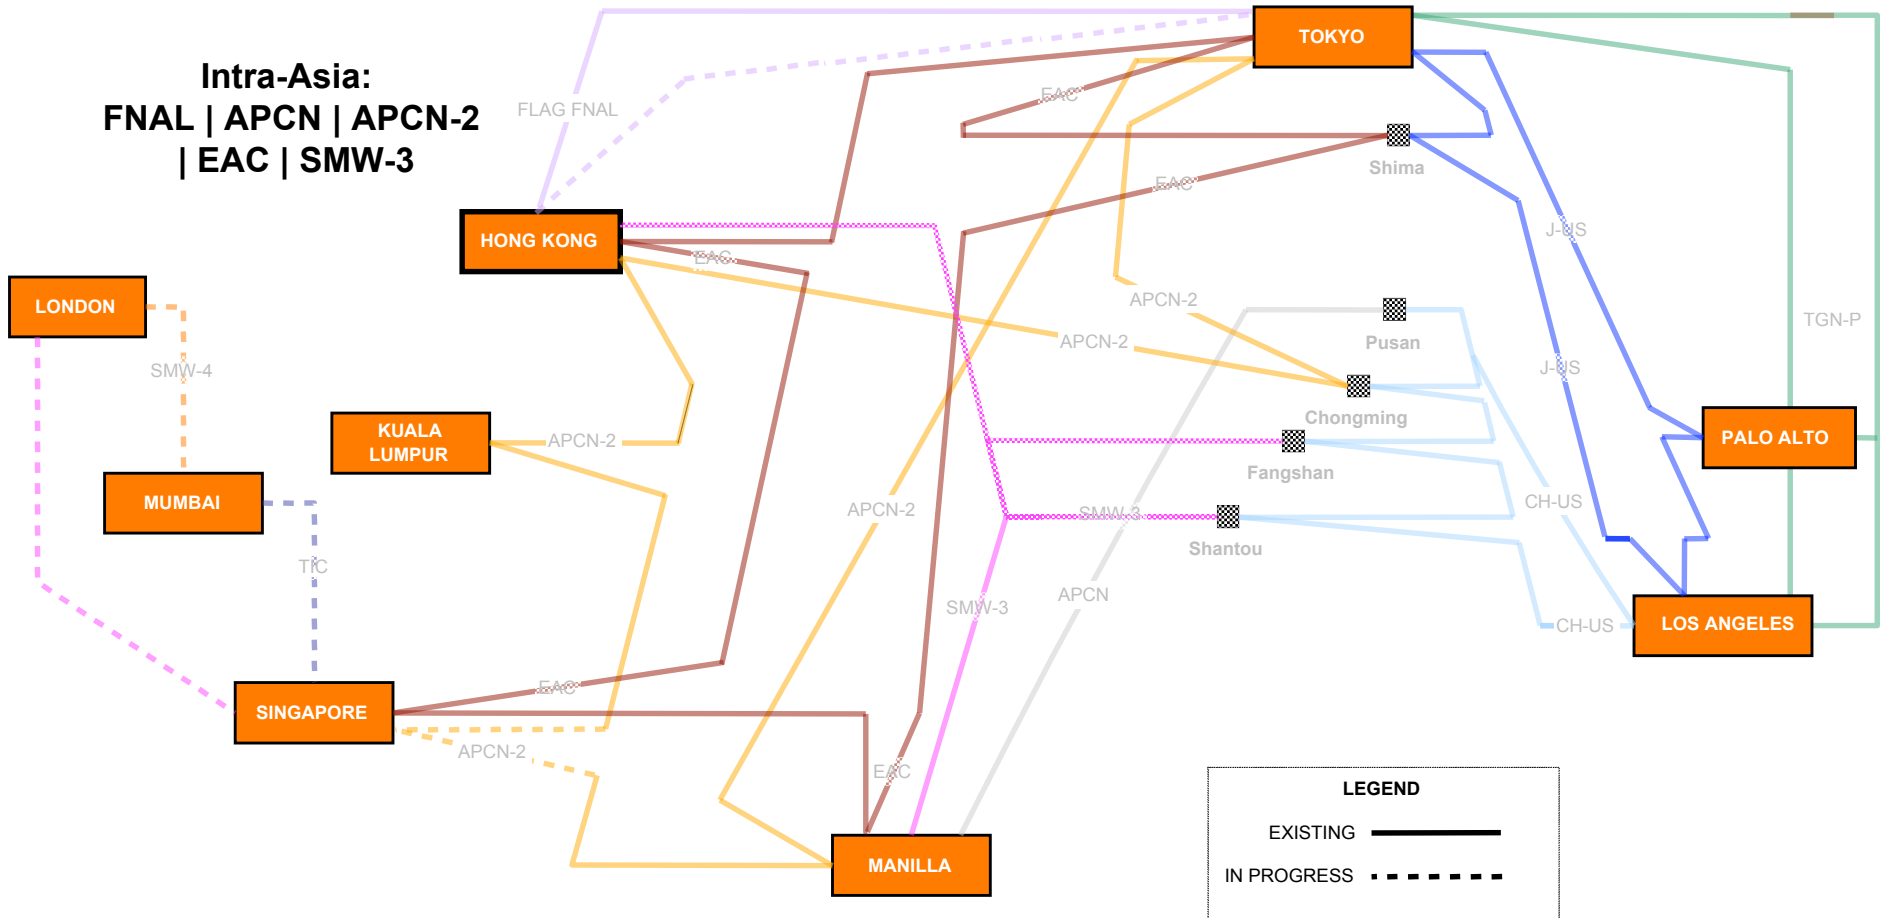 TOKYO
Intra-Asia:
FNAL | APCN | APCN-2
| EAC | SMW-3
FLAG FNAL
EAC
Shima
EAC
HONG KONG
EAC
J-US
LONDON
APCN-2
Pusan
TGN-P
APCN-2
SMW-4
J-US
Chongming
KUALA
LUMPUR
APCN-2
PALO ALTO
Fangshan
MUMBAI
APCN-2
SMW-3
CH-US
Shantou
TIC
APCN
SMW-3
CH-US
LOS ANGELES
EAC
SINGAPORE
APCN-2
EAC
LEGEND
EXISTING
MANILLA
IN PROGRESS